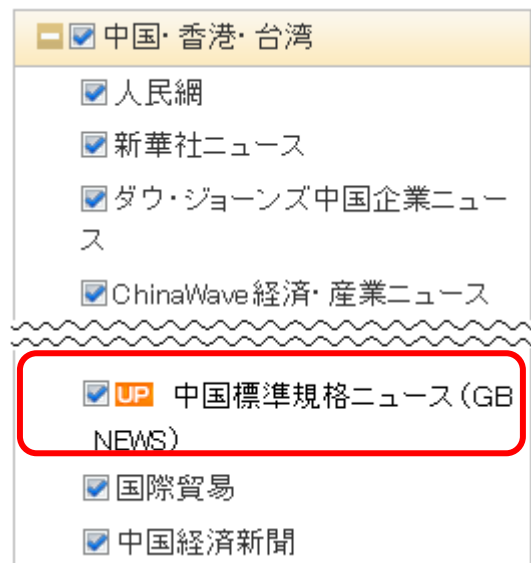 中国・香港・台湾
人民網
新華社ニュース
ダウ・ジョーンズ中国企業ニュー
ス
ChinaWave経済・産業ニュース
UP 中国標準規格ニュース(GB
NEWS)
国際貿易
中国経済新聞